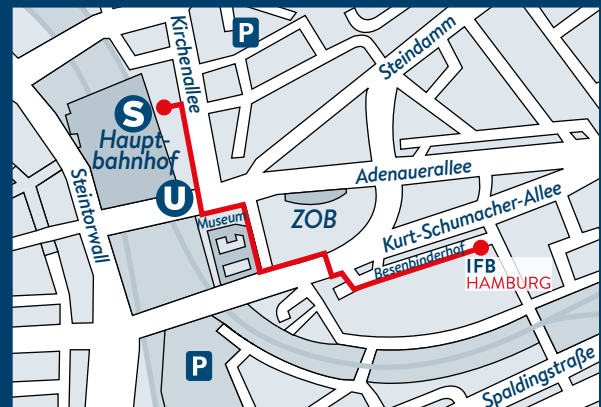 Kirchenallee
P
Steindamm
S
Haupt-
bahnhof
U
Steintorwall
Museum
ZOB
Adenauerallee
Kurt-Schumacher-Allee
Besenbinderhof
IFB
HAMBURG
P
Spaldingstraße